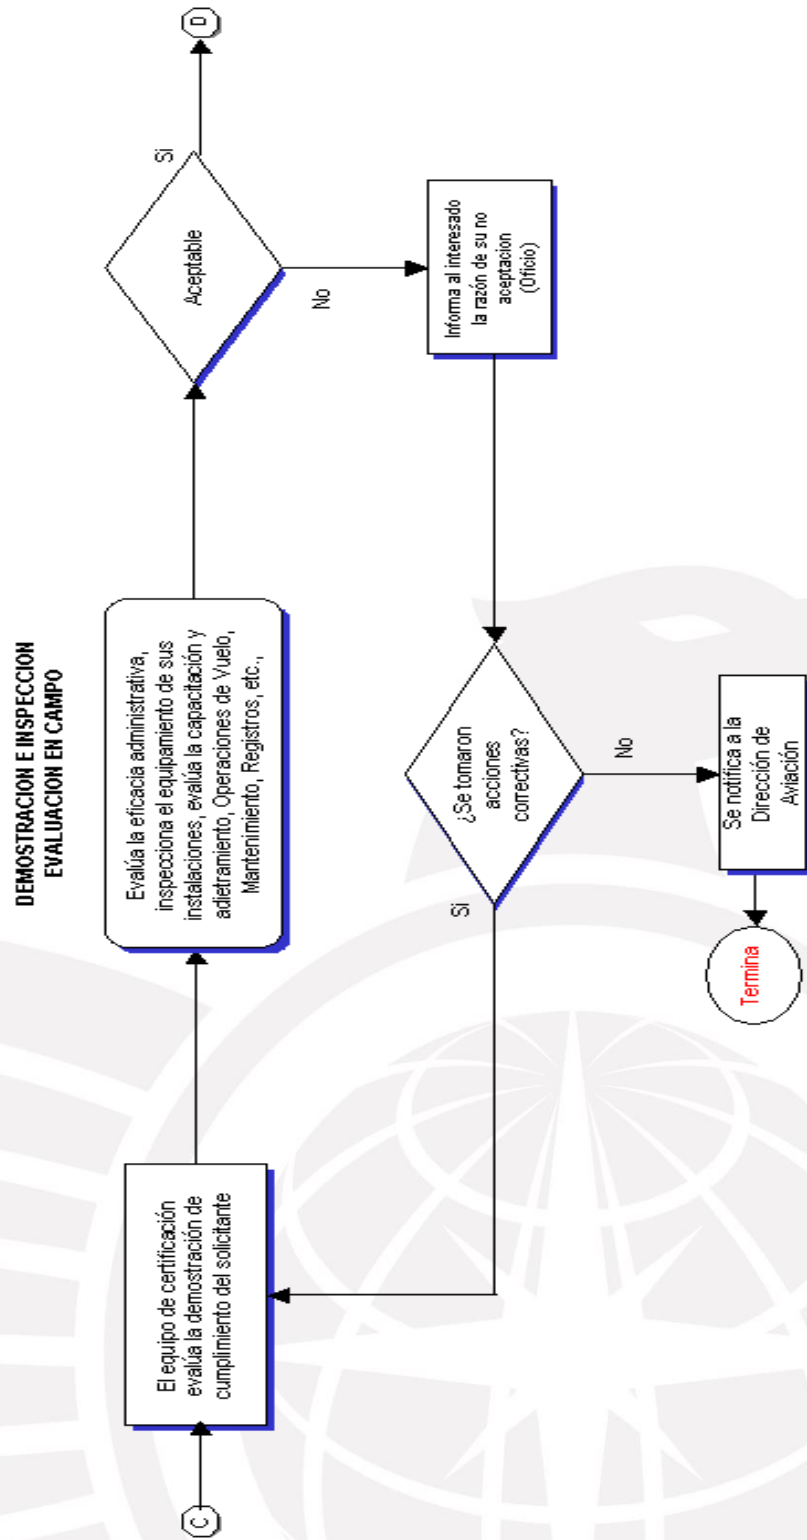 DEMOSTRACION E INSPECCION
EVALUACION EN CAMPO
C
El equipo de certificación
evalúa la demostración de
cumplimiento del solicitante
Evalúa la eficacia administrativa,
inspecciona el equipamiento de sus
instalaciones, evalúa la capacitación y
adietramiento, Operaciones de Vuelo,
Mantenimiento, Registros, etc.,
Aceptable
Si
D
No
Informa al interesado
la razón de su no
aceptacion
(Oficio)
¿Se tomaron
acciones
correctivas?
Si
No
Se notifica a la
Dirección de
Aviación
Termina